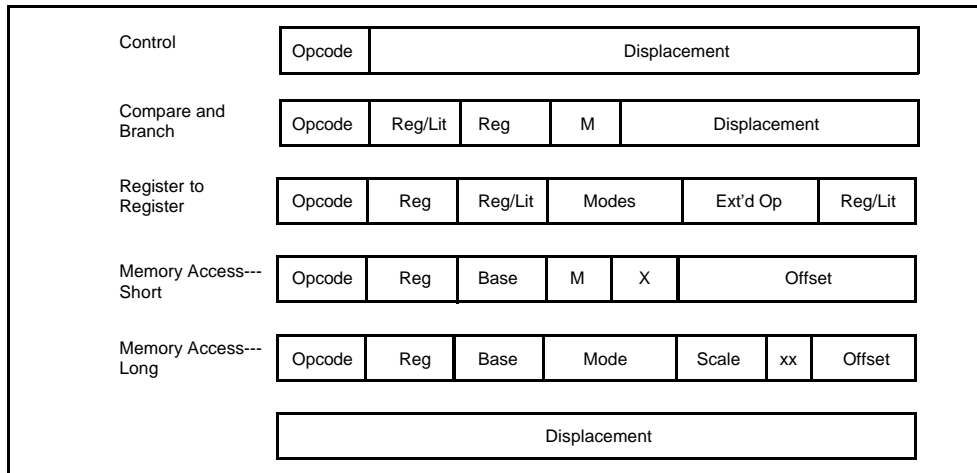 Control
Opcode Displacement
Compare and
Branch
Opcode Reg/Lit Reg M Displacement
Register to
Register
Opcode Reg Reg/Lit Modes Ext'd Op Reg/Lit
Memory Access---
Short
Opcode Reg Base M X Offset
Memory Access---
Long
Opcode Reg Base Mode Scale xx Offset
Displacement